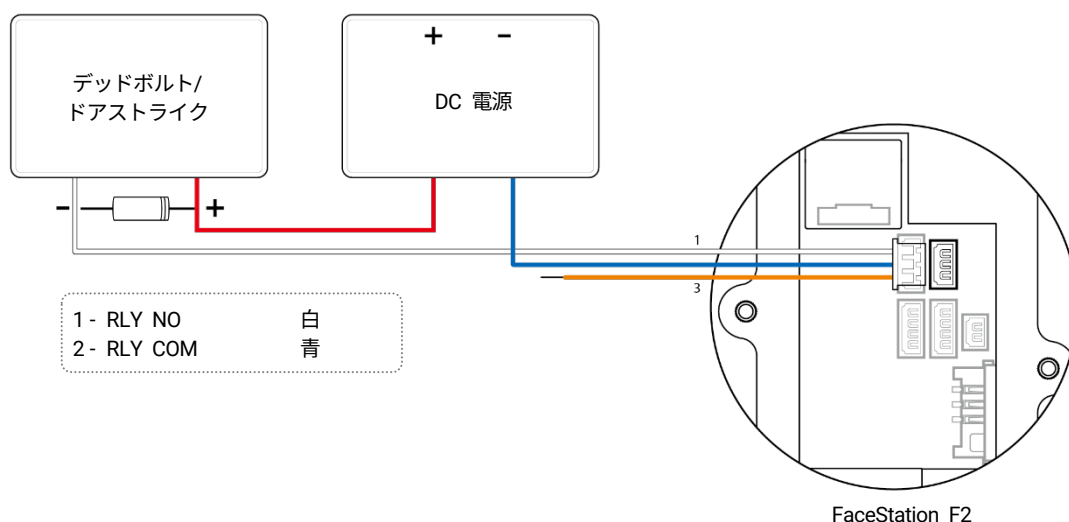 + -
デッドボルト/
ドアストライク
DC 電源
- +
1
3
1 - RLY NO 白
2 - RLY COM 青
FaceStation F2